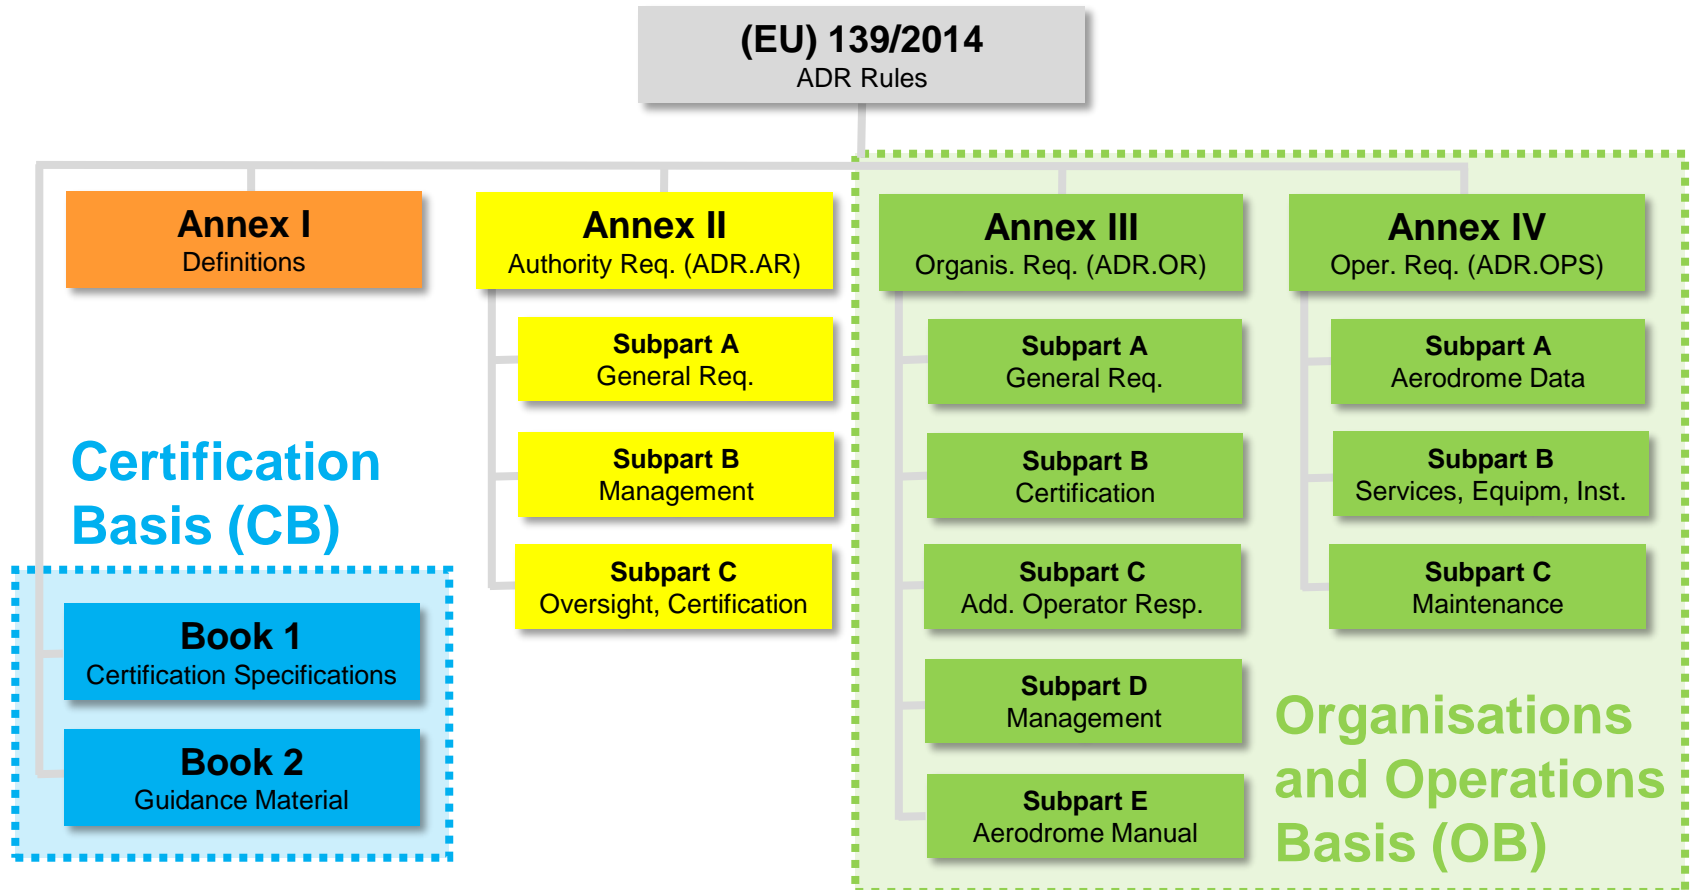 (EU) 139/2014
ADR Rules
Annex I
Definitions
Annex II
Authority Req. (ADR.AR)
Subpart A
General Req.
Subpart B
Management
Subpart C
Oversight, Certification
Annex III
Organis. Req. (ADR.OR)
Subpart A
General Req.
Subpart B
Certification
Subpart C
Add. Operator Resp.
Subpart D
Management
Subpart E
Aerodrome Manual
Annex IV
Oper. Req. (ADR.OPS)
Subpart A
Aerodrome Data
Subpart B
Services, Equipm, Inst.
Subpart C
Maintenance
Certification
Basis (CB)
Book 1
Certification Specifications
Book 2
Guidance Material
Organisations
and Operations
Basis (OB)